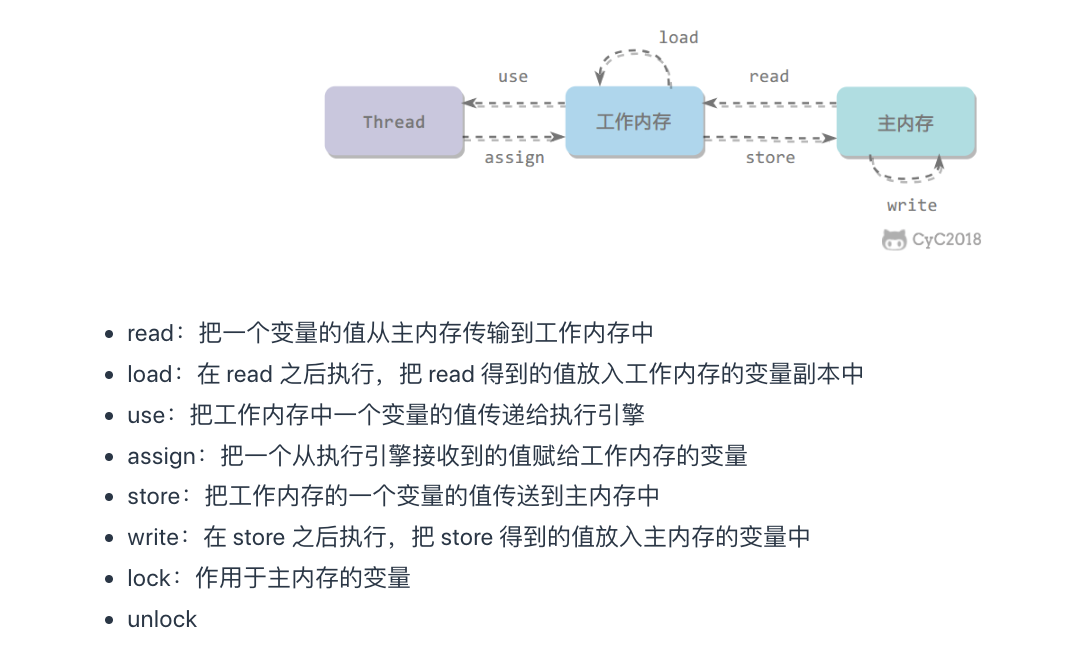 load
use
read
Thread
工作内存
主内存
assign
store
write
CyC2018
read：把一个变量的值从主内存传输到工作内存中
load：在 read 之后执行，把 read 得到的值放入工作内存的变量副本中
use：把工作内存中一个变量的值传递给执行引擎
assign：把一个从执行引擎接收到的值赋给工作内存的变量
store：把工作内存的一个变量的值传送到主内存中
write：在 store 之后执行，把 store 得到的值放入主内存的变量中
lock：作用于主内存的变量
unlock